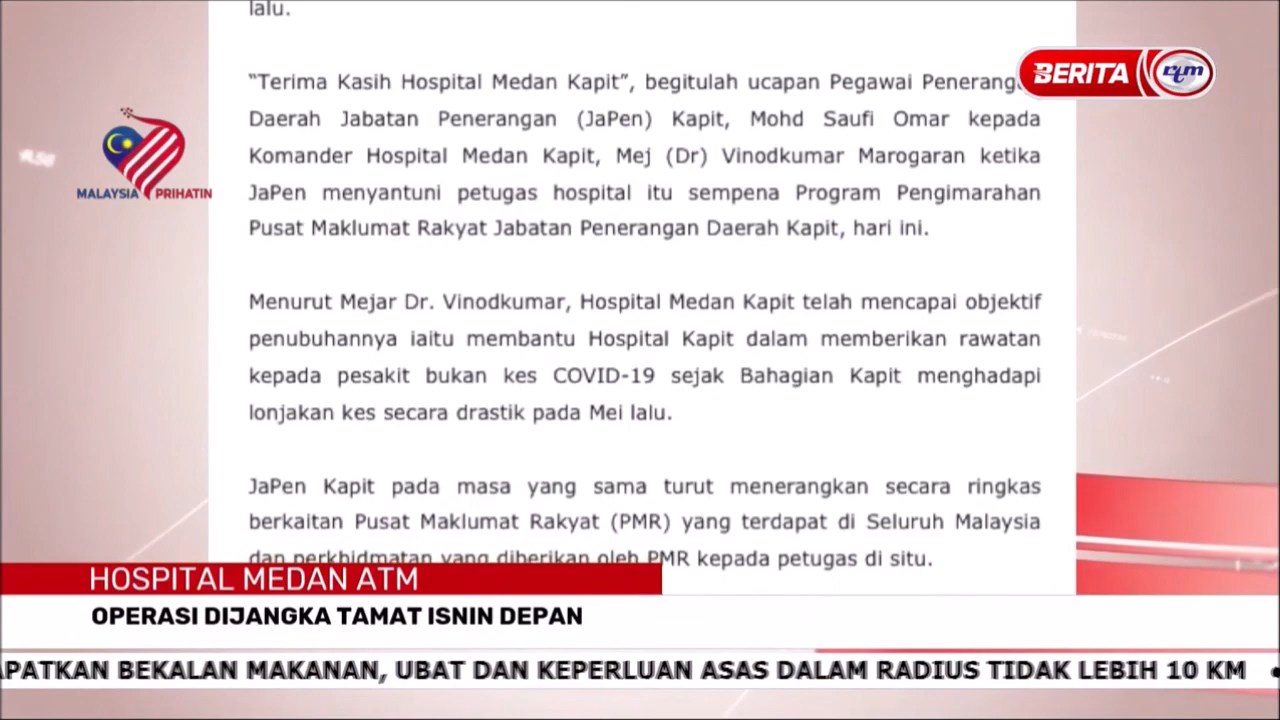 lalu.
“Terima Kasih Hospital Medan Kapit”, begitulah ucapan Pegawai
Daerah Jabatan Penerangan (JaPen) Kapit, Mohd Saufi Omar kepada
Komander Hospital Medan Kapit, Mej (Dr) Vinodkumar Marogaran ketika
JaPen menyantuni petugas hospital itu sempena Program Pengimarahan
Pusat Maklumat Rakyat Jabatan Penerangan Daerah Kapit, hari ini.
Menurut Mejar Dr. Vinodkumar, Hospital Medan Kapit telah mencapai objektif
penubuhannya iaitu membantu Hospital Kapit dalam memberikan rawatan
kepada pesakit bukan kes COVID-19 sejak Bahagian Kapit menghadapi
lonjakan kes secara drastik pada Mei lalu.
JaPen Kapit pada masa yang sama turut menerangkan secara ringkas
berkaitan Pusat Maklumat Rakyat (PMR) yang terdapat di Seluruh Malaysia
dan perkhidmatan yang diberikan oleh PMR kepada petugas di situ.
BERITA rtm
MALAYSIA PRIHATIN
HOSPITAL MEDAN ATM
OPERASI DIJANGKA TAMAT ISNIN DEPAN
APATKAN BEKALAN MAKANAN, UBAT DAN KEPERLUAN ASAS DALAM RADIUS TIDAK LEBIH 10 KM •